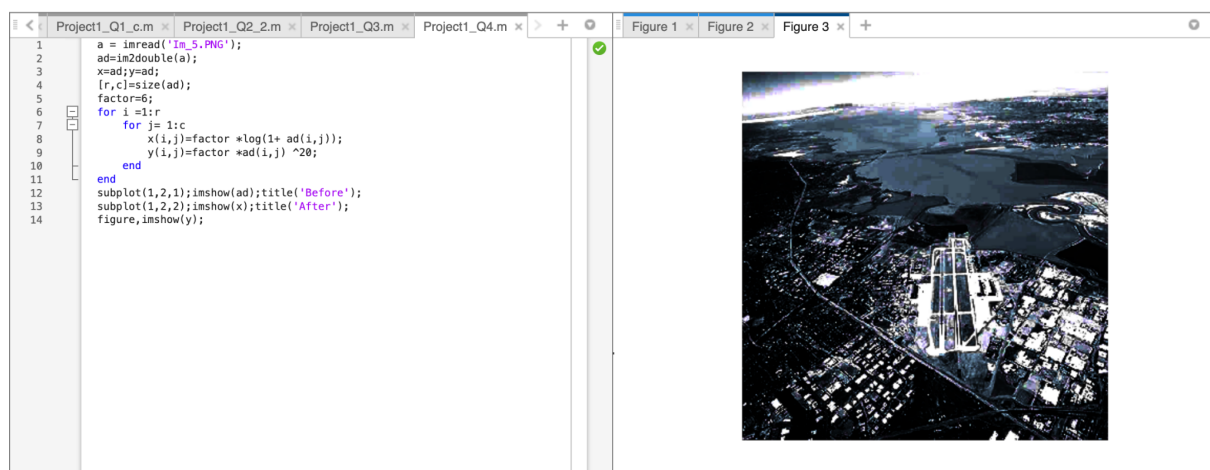 Project1_Q1_c.m × Project1_Q2_2.m × Project1_Q3.m × Project1_Q4.m ×
Figure 1 × Figure 2 × Figure 3 ×
1 a = imread('Im_5.PNG');
2 ad=im2double(a);
3 x=ad;y=ad;
4 [r,c]=size(ad);
5 factor=6;
6 for i =1:r
7 for j= 1:c
8 x(i,j)=factor *log(1+ ad(i,j));
9 y(i,j)=factor *ad(i,j) ^20;
10 end
11 end
12 subplot(1,2,1);imshow(ad);title('Before');
13 subplot(1,2,2);imshow(x);title('After');
14 figure,imshow(y);